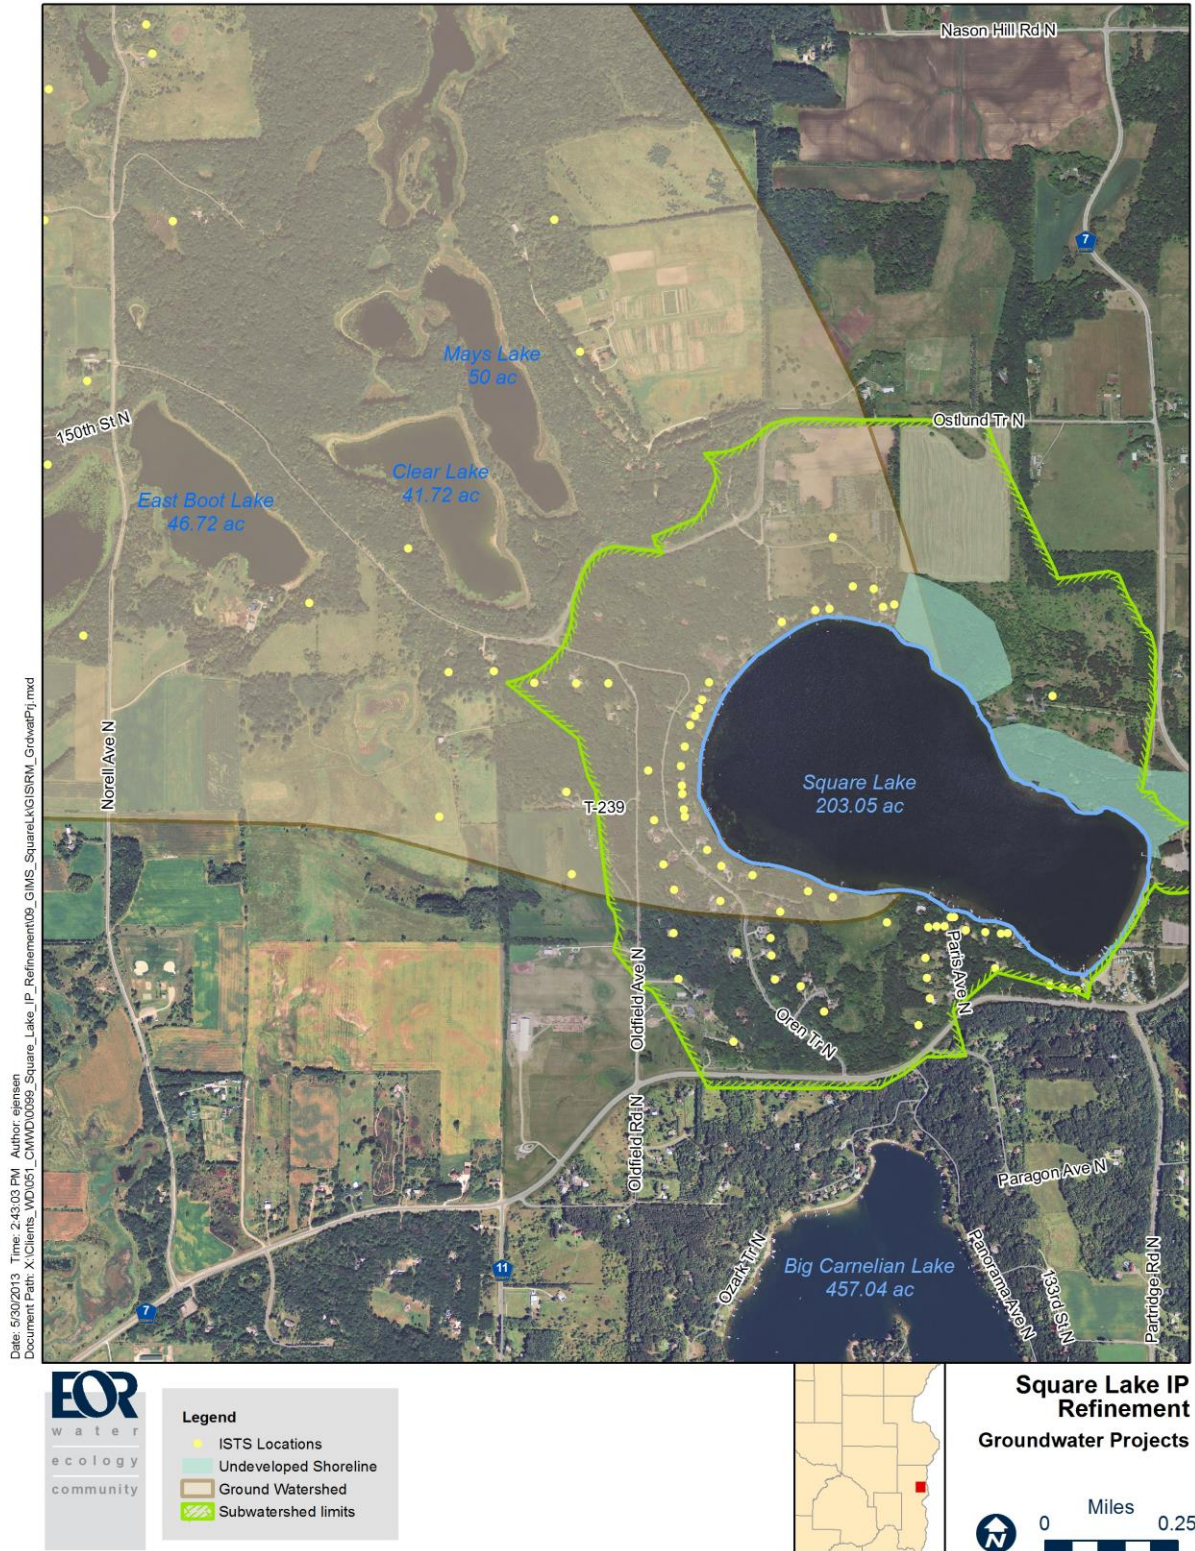 Nason Hill Rd N
7
Mays Lake
50 ac
Ostlund Tr N
150th St N
Clear Lake
41.72 ac
East Boot Lake
46.72 ac
Norell Ave N
Square Lake
203.05 ac
T-239
Oldfield Ave N
Paris Ave N
Oren Tr N
Oldfield Rd N
Paragon Ave N
Ozark Tr N
Big Carnelian Lake
457.04 ac
Panorama Ave N
133rd St N
Partridge Rd N
11
7
Date: 5/30/2013 Time: 2:43:03 PM Author: ejensen
Document Path: X:\Clients_WD\051_CMWD\0099_Square_Lake_IP_Refinement\09_GIMS_SquareLk\GIS\RM_GrdwatPrj.mxd
EOR
water
ecology
community
Legend
ISTS Locations
Undeveloped Shoreline
Ground Watershed
Subwatershed limits
Square Lake IP
Refinement
Groundwater Projects
N
Miles
0 0.25